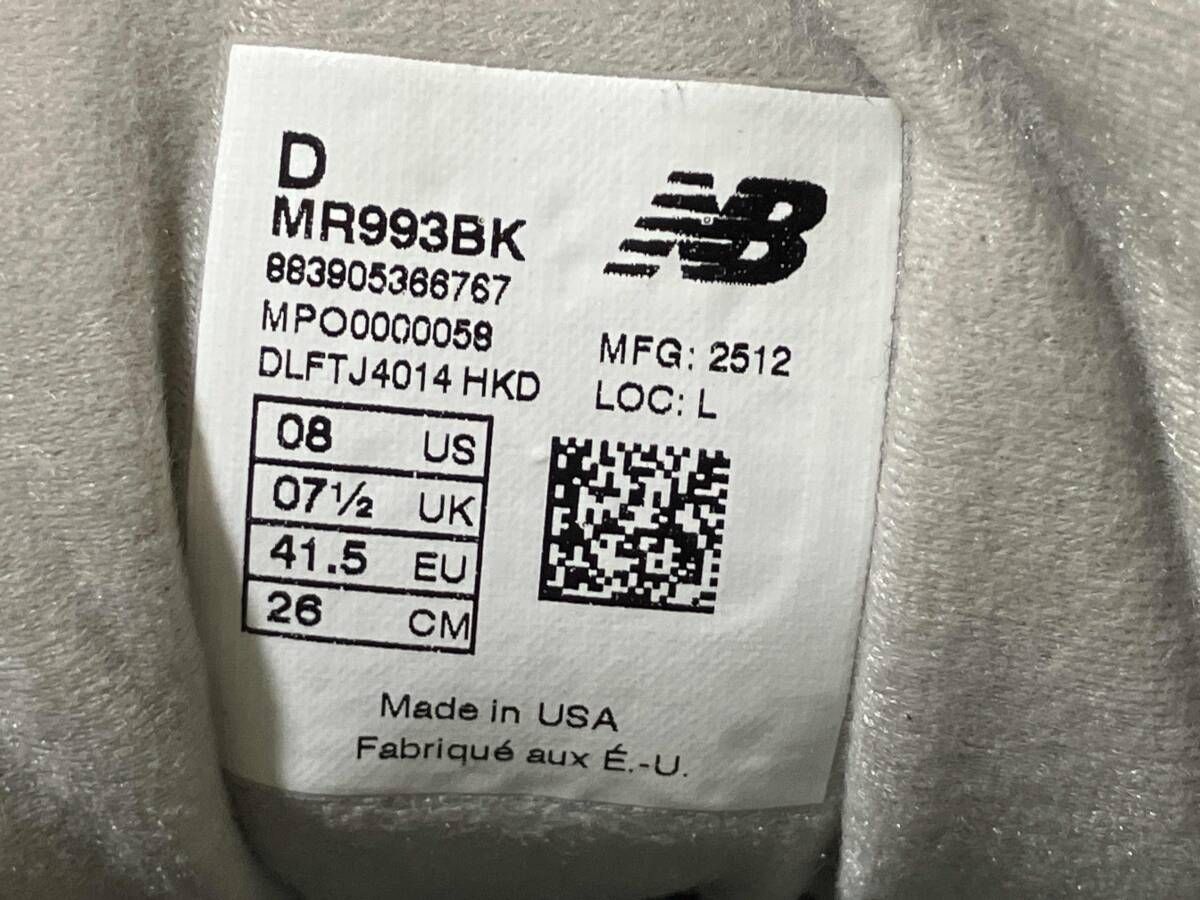 D
MR993BK
883905366767
MPO0000058
DLFTJ4014 HKD
NB
MFG: 2512
LOC: L
08 US
07½ UK
41.5 EU
26 CM
Made in USA
Fabriqué aux É.-U.